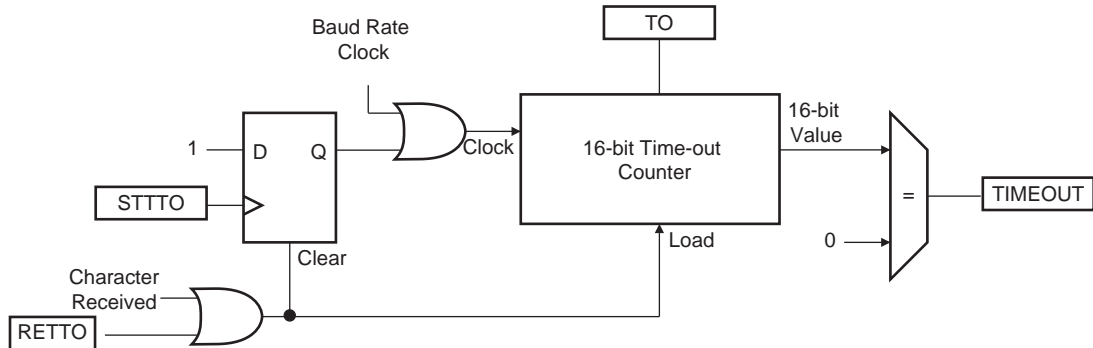 TO
Baud Rate
Clock
16-bit
Value
1
D
Q
Clock
16-bit Time-out
Counter
STTTO
=
TIMEOUT
0
Clear
Load
Character
Received
RETTO